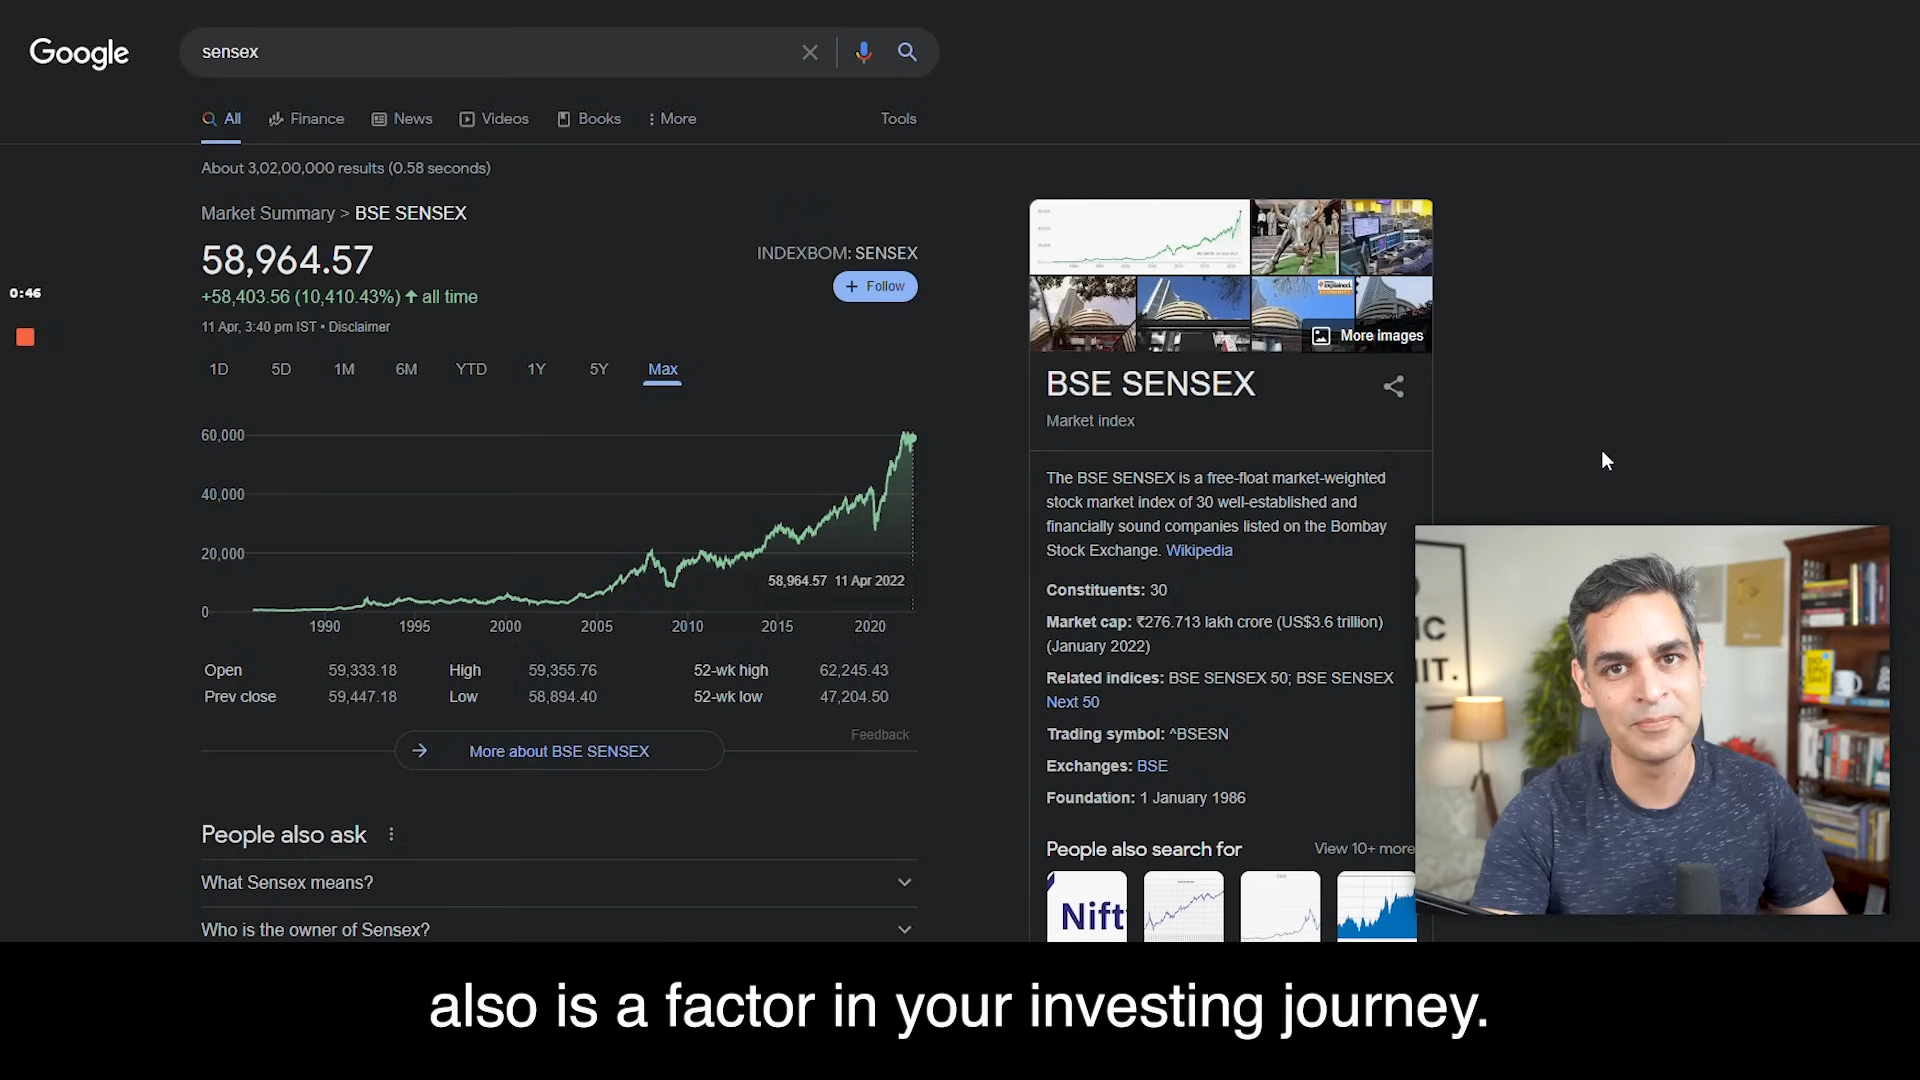 Google
sensex
All
Finance
News
Videos
Books
More
Tools
About 3,02,00,000 results (0.58 seconds)
Market Summary > BSE SENSEX
58,964.57
INDEXBOM: SENSEX
+ Follow
+58,403.56 (10,410.43%) ↑ all time
11 Apr, 3:40 pm IST • Disclaimer
0:46
1D 5D 1M 6M YTD 1Y 5Y Max
60,000
40,000
20,000
0
58,964.57 11 Apr 2022
1990 1995 2000 2005 2010 2015 2020
Open 59,333.18 High 59,355.76 52-wk high 62,245.43
Prev close 59,447.18 Low 58,894.40 52-wk low 47,204.50
Feedback
More about BSE SENSEX
People also ask
What Sensex means?
Who is the owner of Sensex?
explained
More images
BSE SENSEX
Market index
The BSE SENSEX is a free-float market-weighted
stock market index of 30 well-established and
financially sound companies listed on the Bombay
Stock Exchange. Wikipedia
Constituents: 30
Market cap: ₹276.713 lakh crore (US$3.6 trillion)
(January 2022)
Related indices: BSE SENSEX 50; BSE SENSEX
Next 50
Trading symbol: ^BSESN
Exchanges: BSE
Foundation: 1 January 1986
People also search for
View 10+ more
Nift
also is a factor in your investing journey.